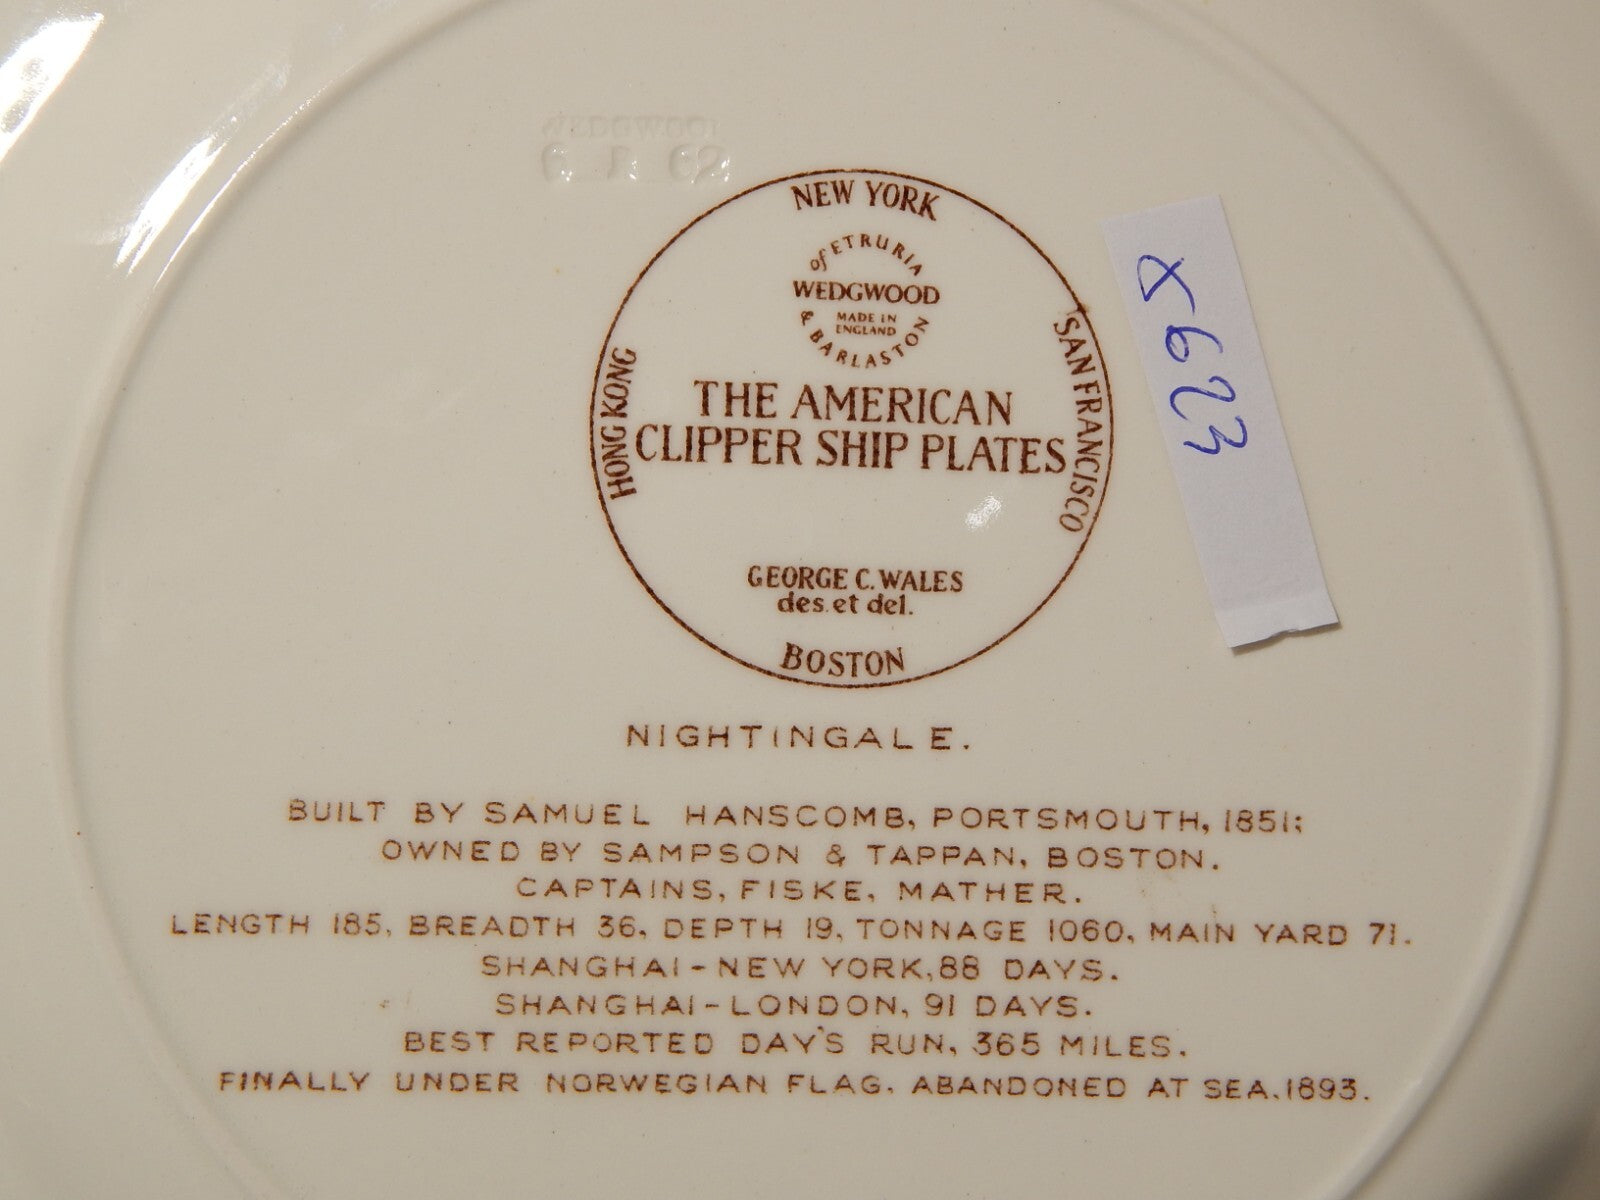 WEDGWOOD
NEW YORK
of ETRURIA
WEDGWOOD
MADE IN
ENGLAND
& BARLASTON
HONG KONG
SAN FRANCISCO
THE AMERICAN
CLIPPER SHIP PLATES
GEORGE C. WALES
des. et del.
BOSTON
NIGHTINGALE.
BUILT BY SAMUEL HANSCOMB, PORTSMOUTH, 1851;
OWNED BY SAMPSON & TAPPAN, BOSTON.
CAPTAINS, FISKE, MATHER.
LENGTH 185, BREADTH 36, DEPTH 19, TONNAGE 1060, MAIN YARD 71.
SHANGHAI-NEW YORK, 88 DAYS.
SHANGHAI-LONDON, 91 DAYS.
BEST REPORTED DAY'S RUN, 365 MILES.
FINALLY UNDER NORWEGIAN FLAG. ABANDONED AT SEA. 1893.
8623